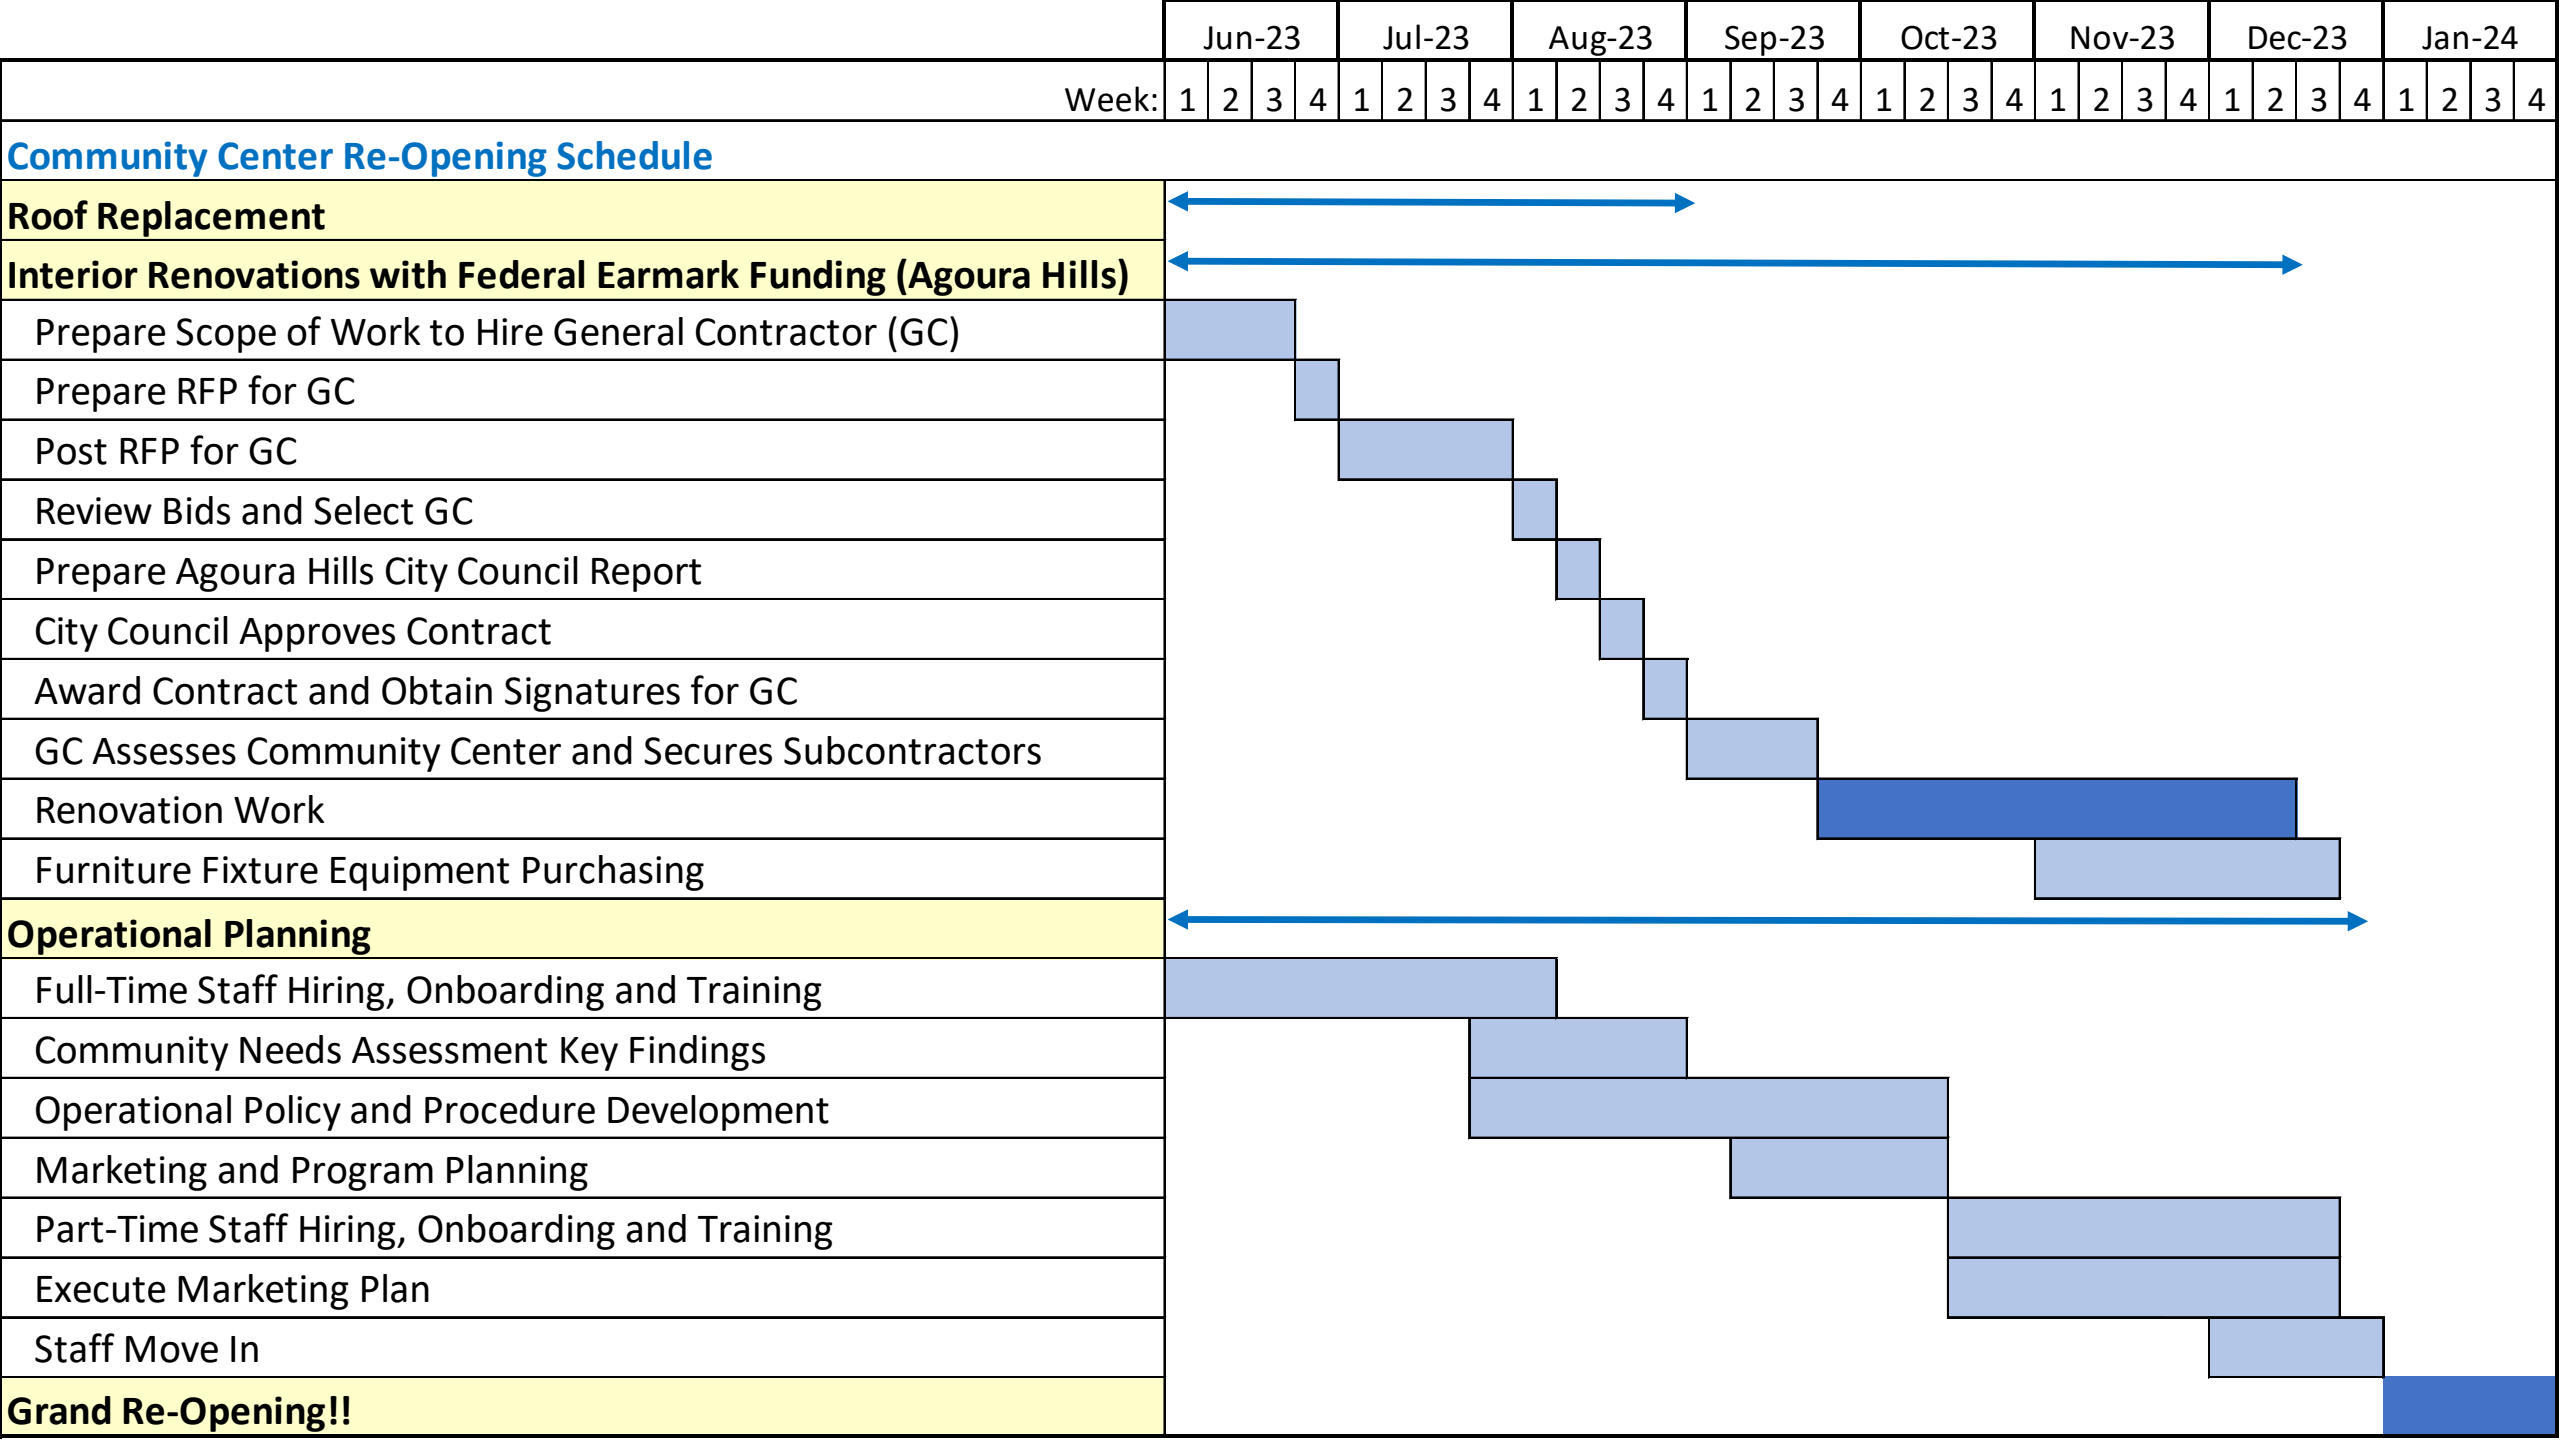 Jun-23 Jul-23 Aug-23 Sep-23 Oct-23 Nov-23 Dec-23 Jan-24
Week: 1 2 3 4 1 2 3 4 1 2 3 4 1 2 3 4 1 2 3 4 1 2 3 4 1 2 3 4 1 2 3 4
Community Center Re-Opening Schedule
Roof Replacement
Interior Renovations with Federal Earmark Funding (Agoura Hills)
Prepare Scope of Work to Hire General Contractor (GC)
Prepare RFP for GC
Post RFP for GC
Review Bids and Select GC
Prepare Agoura Hills City Council Report
City Council Approves Contract
Award Contract and Obtain Signatures for GC
GC Assesses Community Center and Secures Subcontractors
Renovation Work
Furniture Fixture Equipment Purchasing
Operational Planning
Full-Time Staff Hiring, Onboarding and Training
Community Needs Assessment Key Findings
Operational Policy and Procedure Development
Marketing and Program Planning
Part-Time Staff Hiring, Onboarding and Training
Execute Marketing Plan
Staff Move In
Grand Re-Opening!!